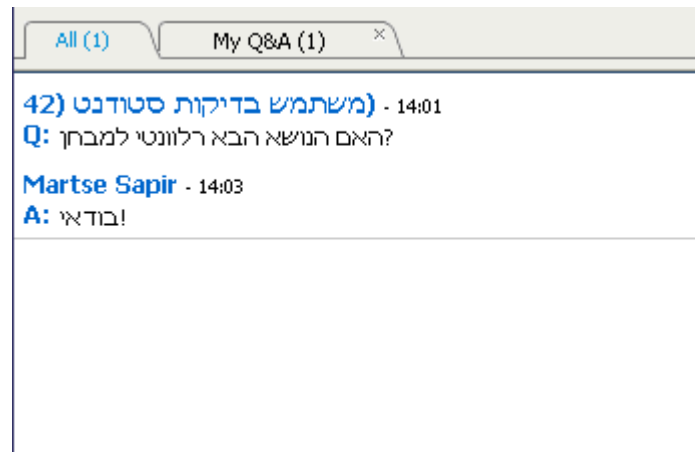 All (1)
My Q&A (1)
משתמש בדיקות סטודנט (42) - 14:01
Q: האם הנושא הבא רלוונטי למבחן?
Martse Sapir - 14:03
A: בודאי!